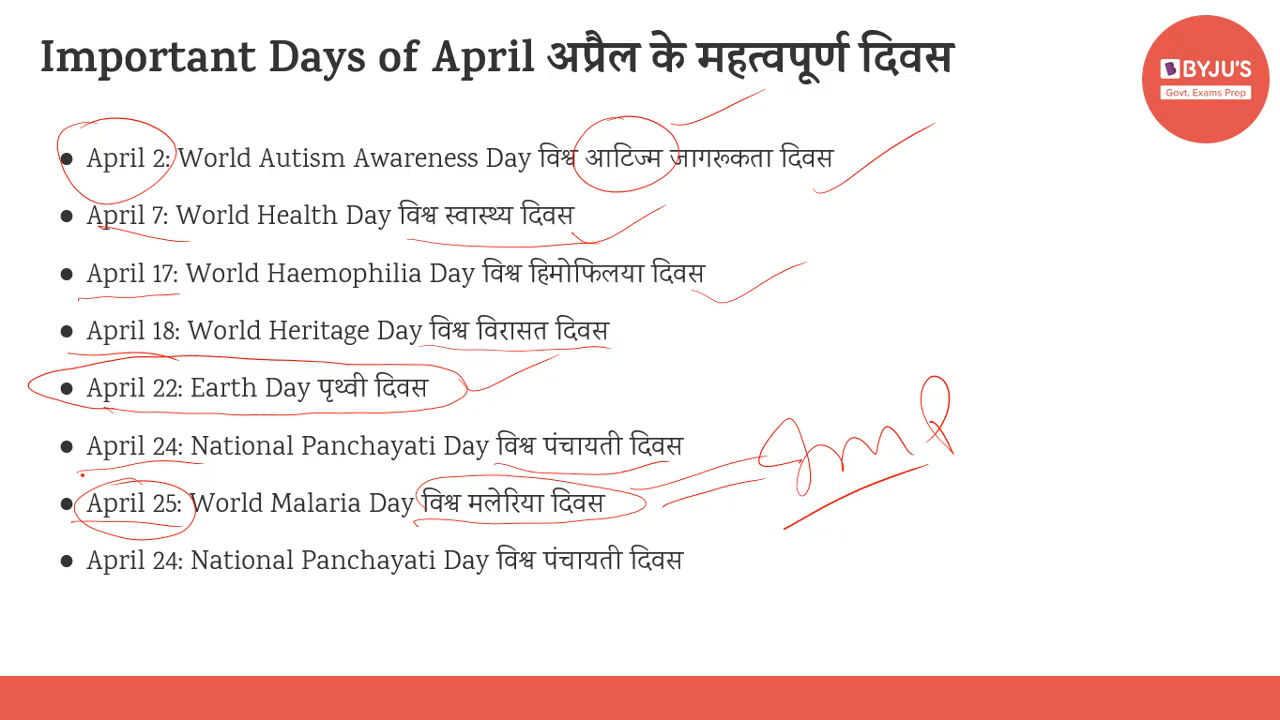 Important Days of April अप्रैल के महत्वपूर्ण दिवस
BYJU'S
Govt. Exams Prep
● April 2: World Autism Awareness Day विश्व आटिज्म जागरूकता दिवस
● April 7: World Health Day विश्व स्वास्थ्य दिवस
● April 17: World Haemophilia Day विश्व हिमोफिलया दिवस
● April 18: World Heritage Day विश्व विरासत दिवस
● April 22: Earth Day पृथ्वी दिवस
● April 24: National Panchayati Day विश्व पंचायती दिवस
● April 25: World Malaria Day विश्व मलेरिया दिवस
● April 24: National Panchayati Day विश्व पंचायती दिवस